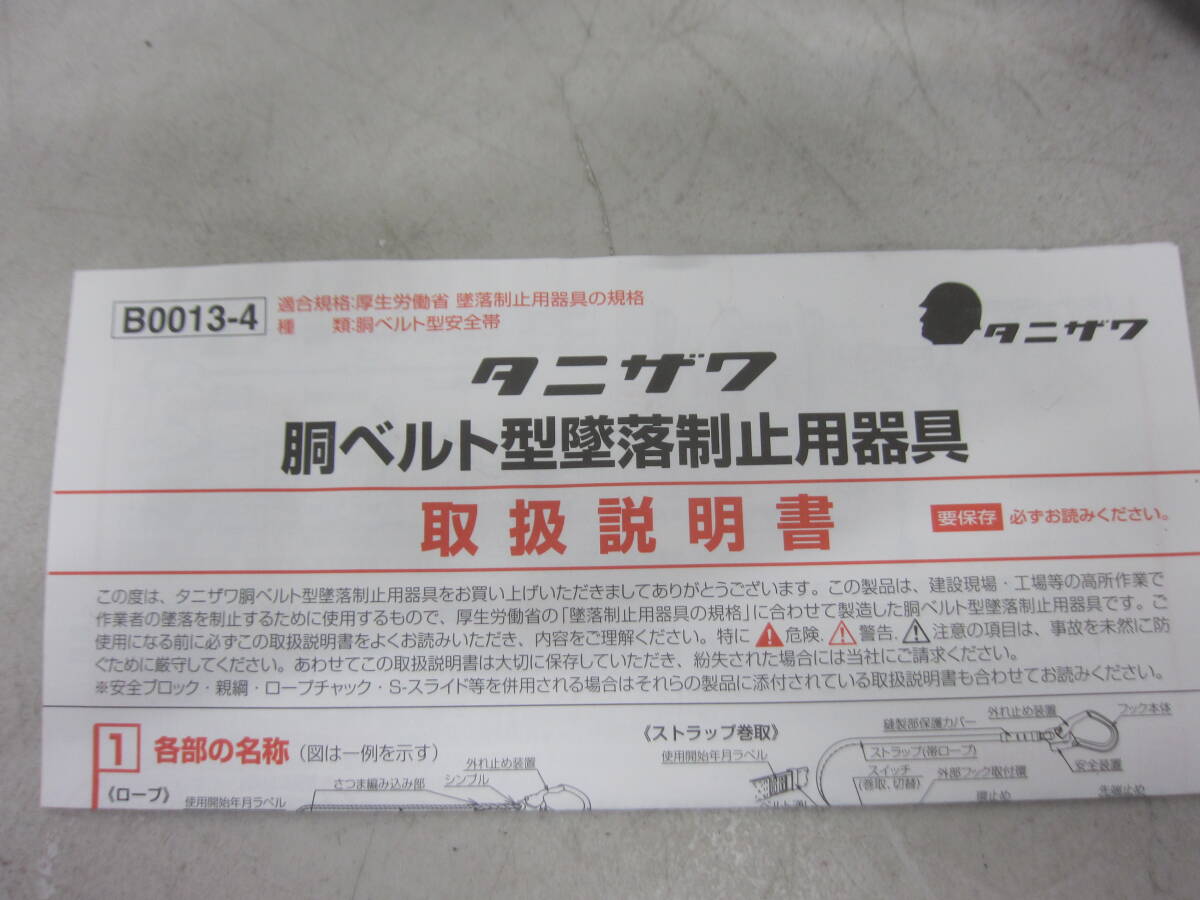 B0013-4
適合規格:厚生労働省 墜落制止用器具の規格
種　類:胴ベルト型安全帯
タニザワ
タニザワ
胴ベルト型墜落制止用器具
取扱説明書
要保存 必ずお読みください。
この度は、タニザワ胴ベルト型墜落制止用器具をお買い上げいただきましてありがとうございます。この製品は、建設現場・工場等の高所作業で
作業者の墜落を制止するために使用するもので、厚生労働省の「墜落制止用器具の規格」に合わせて製造した胴ベルト型墜落制止用器具です。ご
使用になる前に必ずこの取扱説明書をよくお読みいただき、内容をご理解ください。特に 危険. 警告. 注意の項目は、事故を未然に防
ぐために厳守してください。あわせてこの取扱説明書は大切に保存していただき、紛失された場合には当社にご請求ください。
※安全ブロック・親綱・ロープチャック・S-スライド等を併用される場合はそれらの製品に添付されている取扱説明書も合わせてお読みください。
1 各部の名称（図は一例を示す）
《ロープ》
使用開始年月ラベル
さつま編み込み部
シンブル
外れ止め装置
《ストラップ巻取》
使用開始年月ラベル
縫製部保護カバー
外れ止め装置
フック本体
ストラップ(帯ロープ)
安全装置
スイッチ
(巻取、切替)
外部フック取付環
ベルト通し
環止め
先端止め